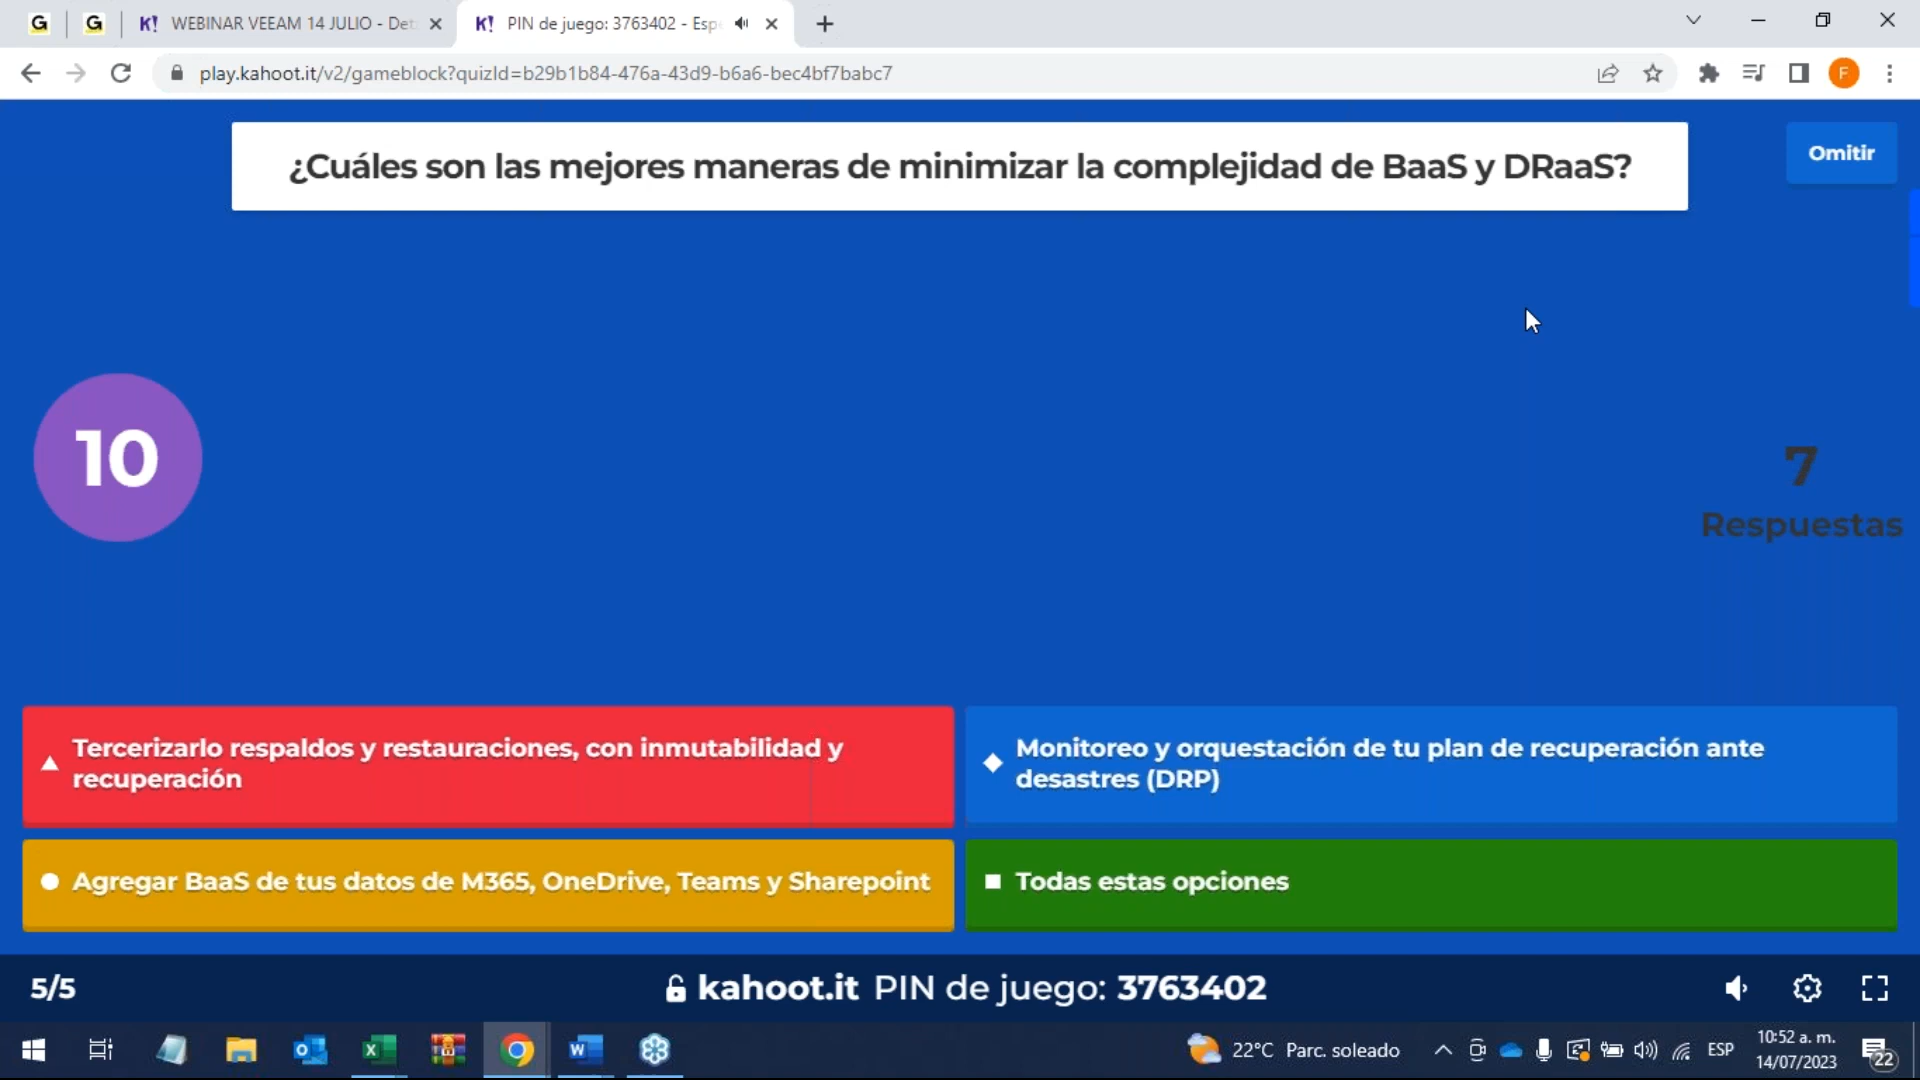 G
G
K! WEBINAR VEEAM 14 JULIO - Det
K! PIN de juego: 3763402 - Esp
play.kahoot.it/v2/gameblock?quizId=b29b1b84-476a-43d9-b6a6-bec4bf7babc7
F
¿Cuáles son las mejores maneras de minimizar la complejidad de BaaS y DRaaS?
Omitir
10
7
Respuestas
Tercerizarlo respaldos y restauraciones, con inmutabilidad y
recuperación
Monitoreo y orquestación de tu plan de recuperación ante
desastres (DRP)
Agregar BaaS de tus datos de M365, OneDrive, Teams y Sharepoint
Todas estas opciones
5/5
kahoot.it PIN de juego: 3763402
22°C Parc. soleado
ESP
10:52 a. m.
14/07/2023
22